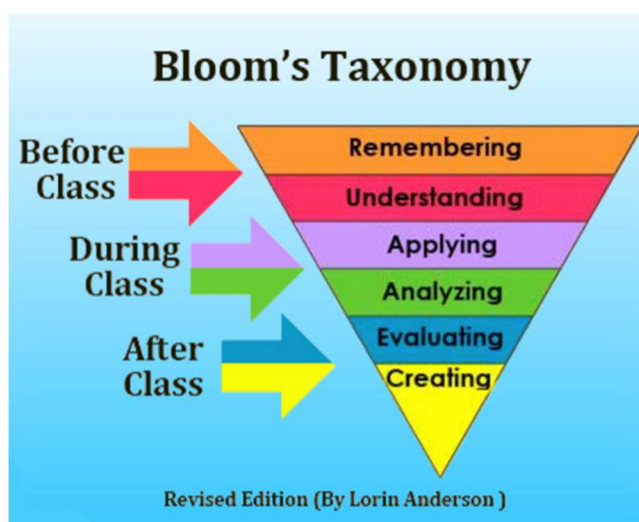 Bloom's Taxonomy
Before
Class
Remembering
Understanding
During
Class
Applying
Analyzing
After
Class
Evaluating
Creating
Revised Edition (By Lorin Anderson )